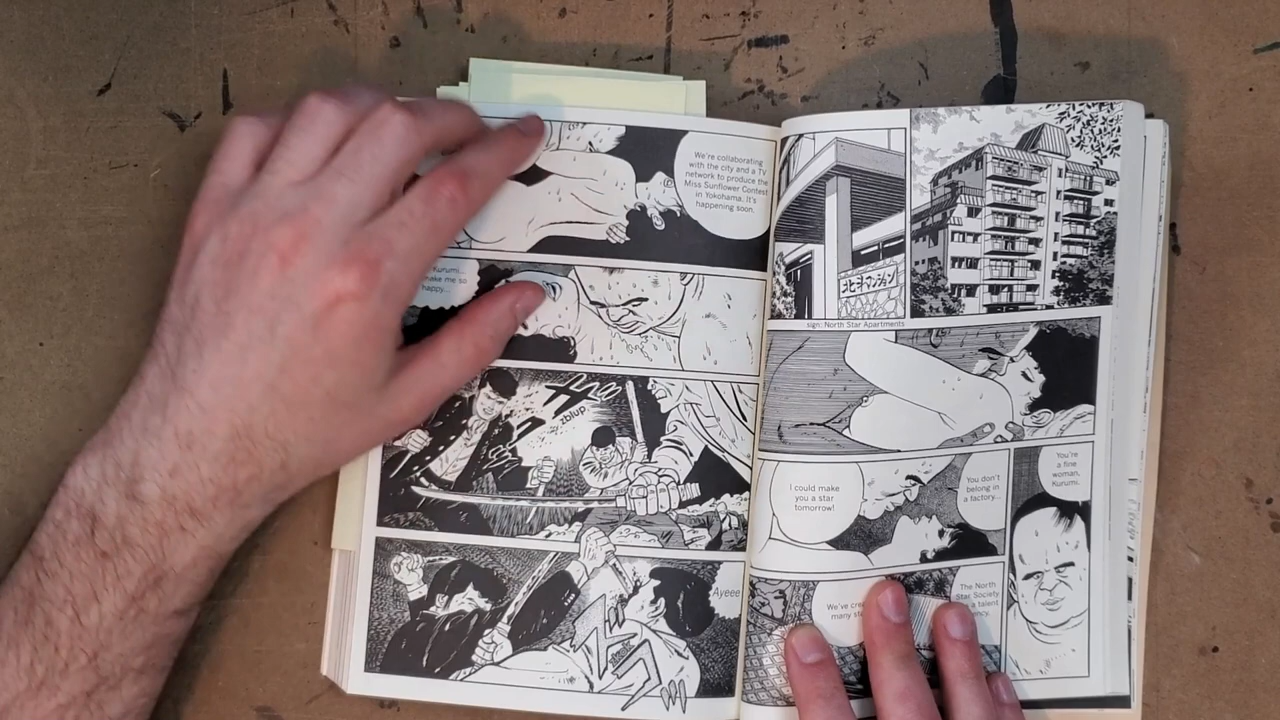 We're collaborating
with the city and a TV
network to produce the
Miss Sunflower Contest
in Yokohama. It's
happening soon.
Kurumi...
make me so
happy...
zblup
Ayeee
北斗マンション
sign: North Star Apartments
I could make
you a star
tomorrow!
You don't
belong in
a factory...
You're
a fine
woman,
Kurumi.
We've
many
The North
Star Society
a talent